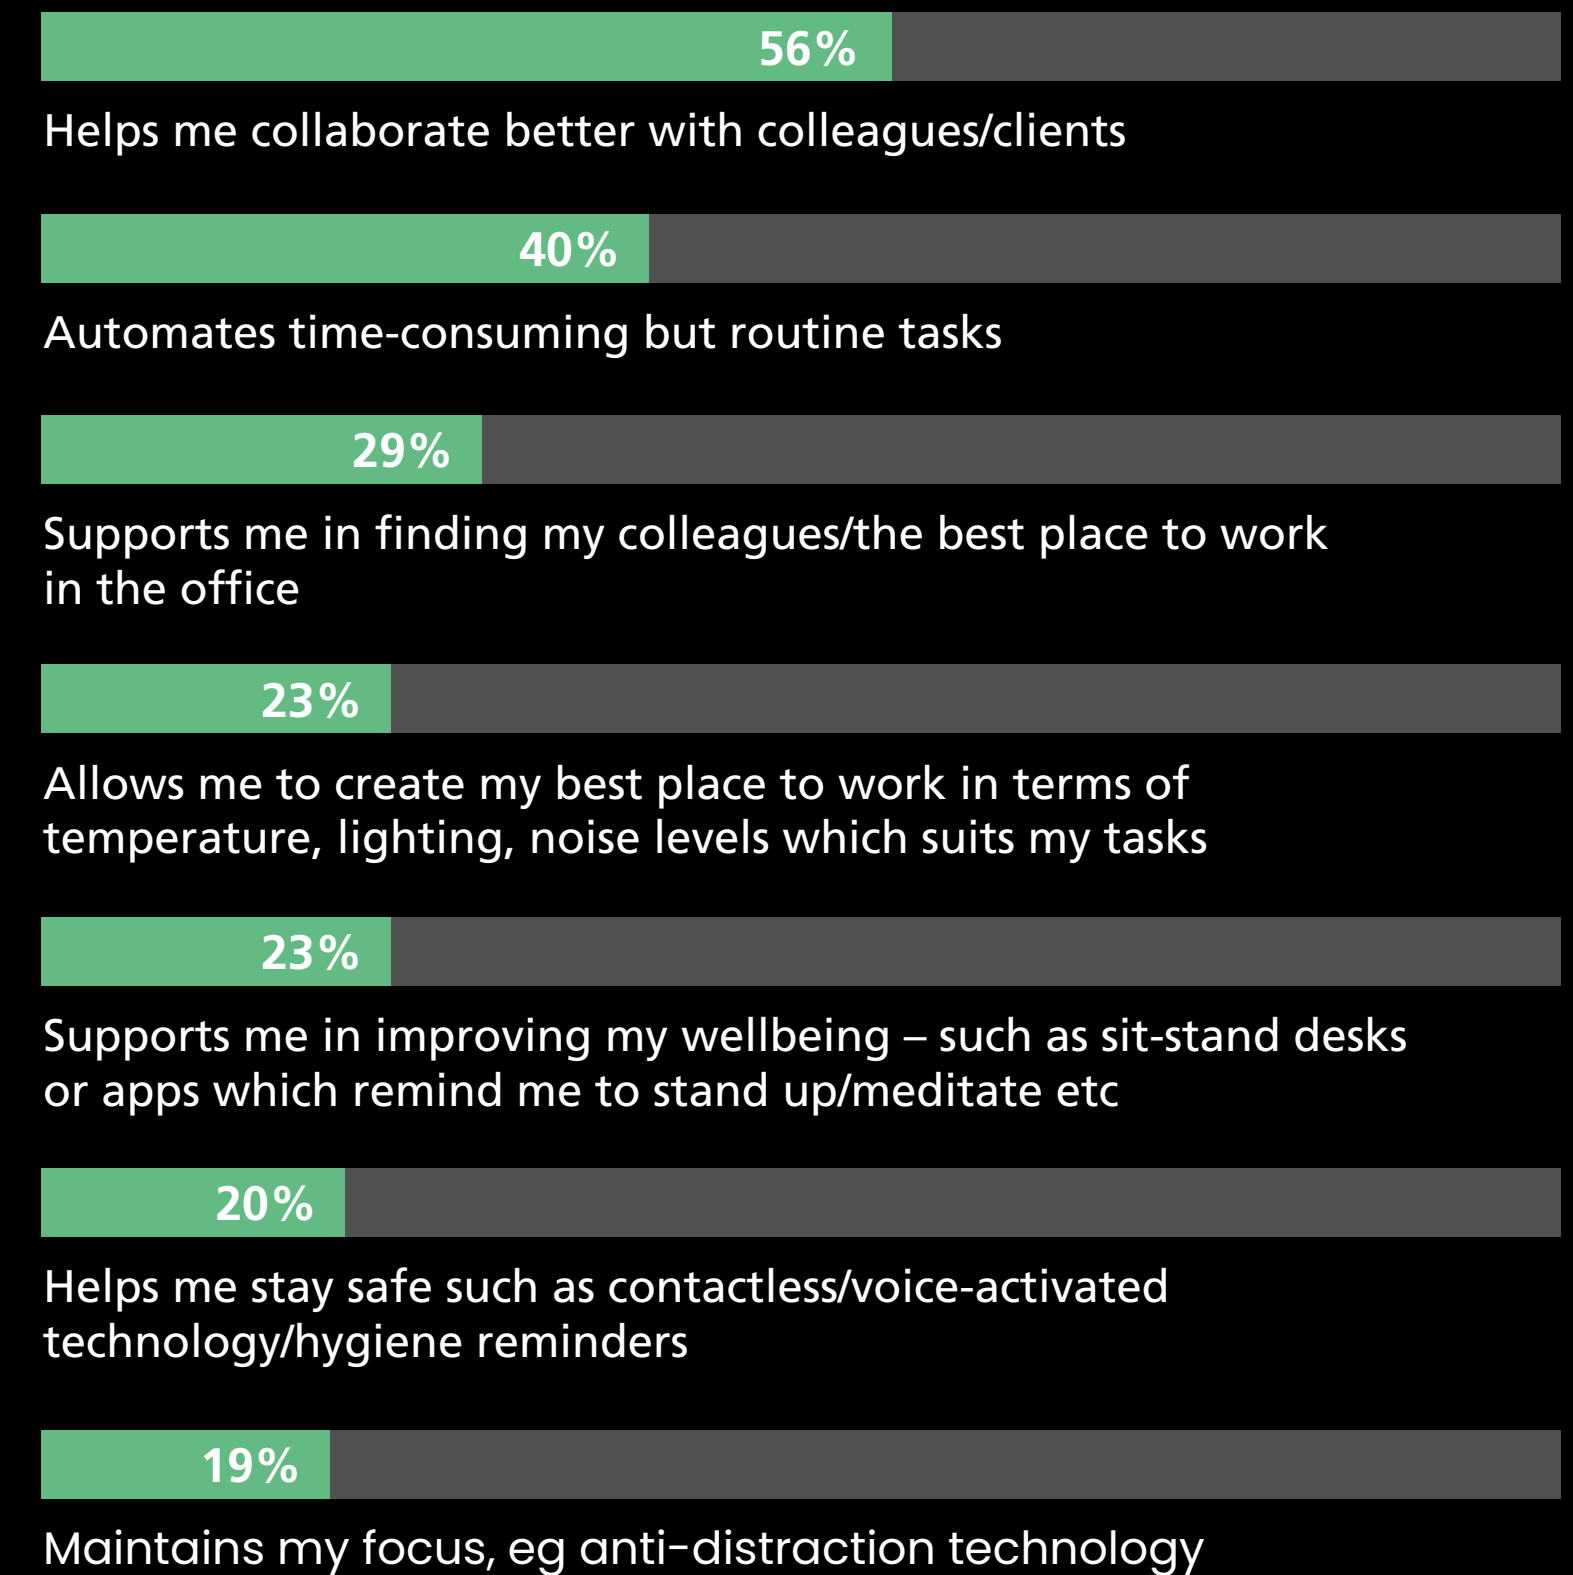 56%
Helps me collaborate better with colleagues/clients
40%
Automates time-consuming but routine tasks
29%
Supports me in finding my colleagues/the best place to work
in the office
23%
Allows me to create my best place to work in terms of
temperature, lighting, noise levels which suits my tasks
23%
Supports me in improving my wellbeing – such as sit-stand desks
or apps which remind me to stand up/meditate etc
20%
Helps me stay safe such as contactless/voice-activated
technology/hygiene reminders
19%
Maintains my focus, eg anti-distraction technology